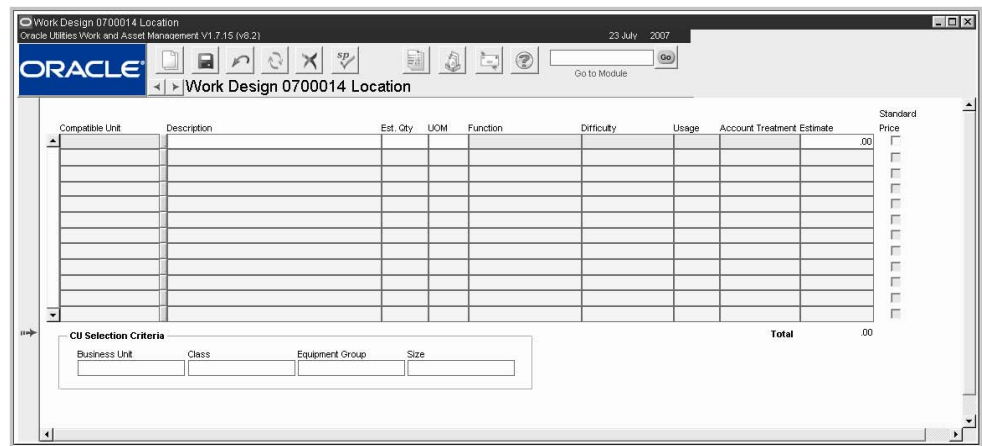 Work Design 0700014 Location
Oracle Utilities Work and Asset Management V1.7.15 (v8.2) 23 July 2007
ORACLE
sp
Go
Go to Module
Work Design 0700014 Location
Standard
Compatible Unit Description Est. Qty UOM Function Difficulty Usage Account Treatment Estimate Price
.00
Total .00
CU Selection Criteria
Business Unit Class Equipment Group Size